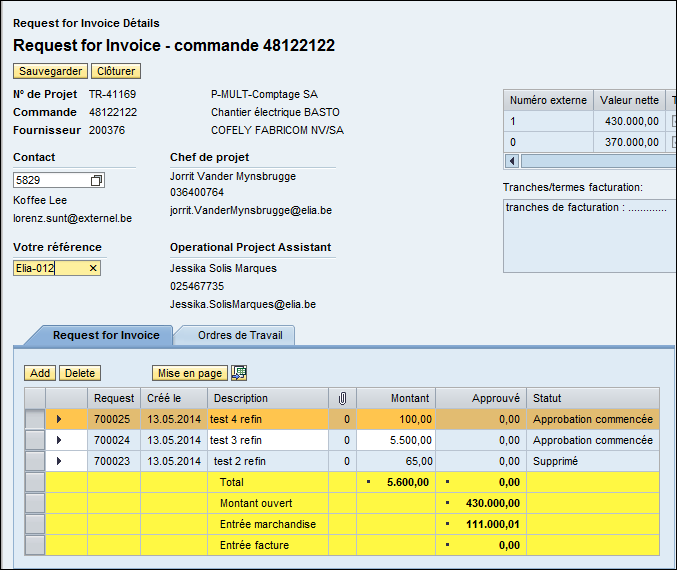 Request for Invoice Détails
Request for Invoice - commande 48122122
Sauvegarder Clôturer
N° de Projet TR-41169 P-MULT-Comptage SA
Commande 48122122 Chantier électrique BASTO
Fournisseur 200376 COFELY FABRICOM NV/SA
Contact
5829
Koffee Lee
lorenz.sunt@externel.be
Chef de projet
Jorrit Vander Mynsbrugge
036400764
jorrit.VanderMynsbrugge@elia.be
Votre référence
Elia-012
Operational Project Assistant
Jessika Solis Marques
025467735
Jessika.SolisMarques@elia.be
Numéro externe Valeur nette
1 430.000,00
0 370.000,00
Tranches/termes facturation:
tranches de facturation : .............
Request for Invoice Ordres de Travail
Add Delete Mise en page
Request Créé le Description Montant Approuvé Statut
700025 13.05.2014 test 4 refin 0 100,00 0,00 Approbation commencée
700024 13.05.2014 test 3 refin 0 5.500,00 0,00 Approbation commencée
700023 13.05.2014 test 2 refin 0 65,00 0,00 Supprimé
Total 5.600,00 0,00
Montant ouvert 430.000,00
Entrée marchandise 111.000,01
Entrée facture 0,00